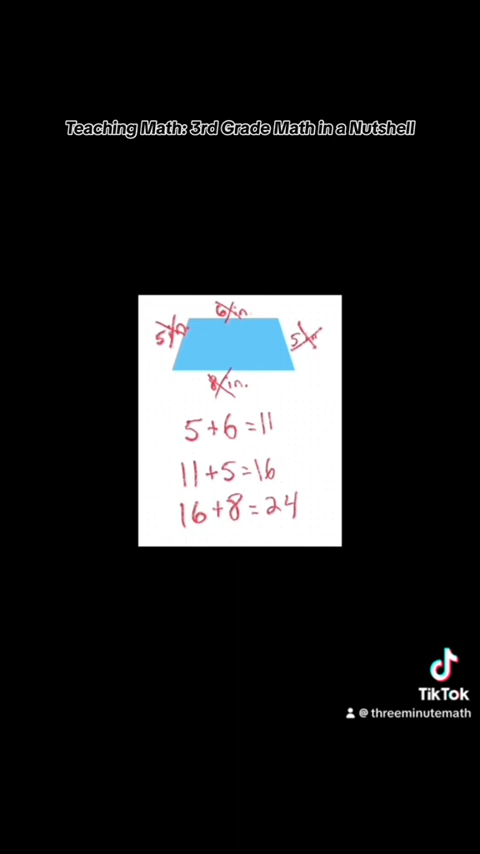 Teaching Math: 3rd Grade Math in a Nutshell
6 in.
5 in.
5 in
8 in.
5+6=11
11+5=16
16+8=24
TikTok
@threeminutemath